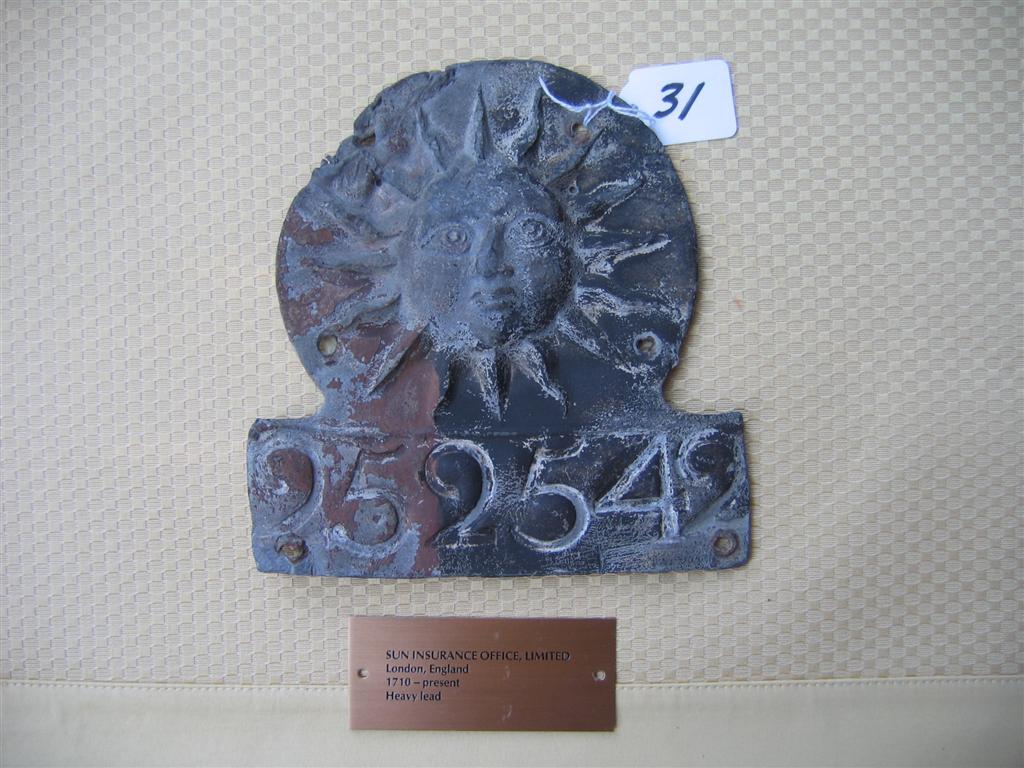 31
252542
SUN INSURANCE OFFICE, LIMITED
London, England
1710 – present
Heavy lead